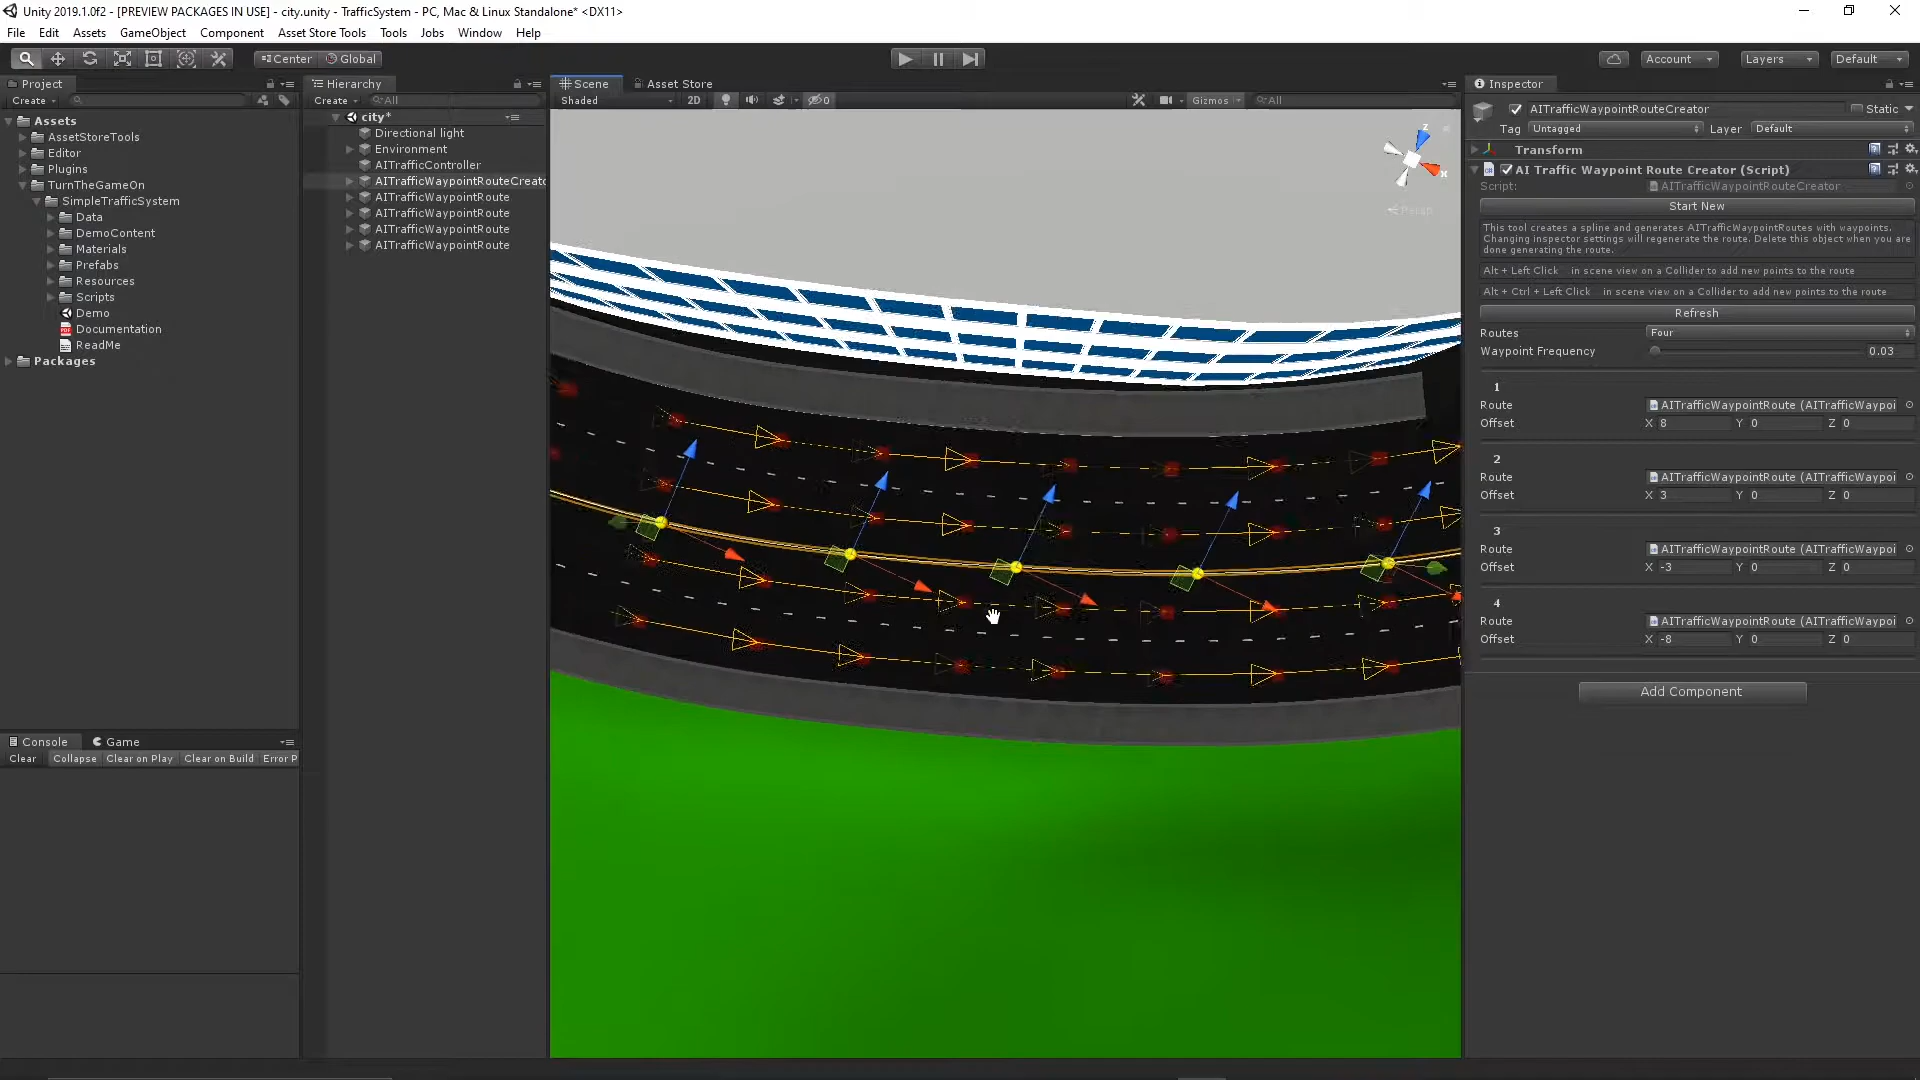 Unity 2019.1.0f2 - [PREVIEW PACKAGES IN USE] - city.unity - TrafficSystem - PC, Mac & Linux Standalone* <DX11>
File Edit Assets GameObject Component Asset Store Tools Tools Jobs Window Help
Center Global Account Layers Default
Project
Create
Assets
AssetStoreTools
Editor
Plugins
TurnTheGameOn
SimpleTrafficSystem
Data
DemoContent
Materials
Prefabs
Resources
Scripts
Demo
Documentation
ReadMe
Packages
Console Game
Clear Collapse Clear on Play Clear on Build Error P
Hierarchy
Create All
city*
Directional light
Environment
AITrafficController
AITrafficWaypointRouteCreato
AITrafficWaypointRoute
AITrafficWaypointRoute
AITrafficWaypointRoute
AITrafficWaypointRoute
Scene Asset Store
Shaded 2D 0 Gizmos All
Z
X
Persp
Inspector
AITrafficWaypointRouteCreator Static
Tag Untagged Layer Default
Transform
AI Traffic Waypoint Route Creator (Script)
Script: AITrafficWaypointRouteCreator
Start New
This tool creates a spline and generates AITrafficWaypointRoutes with waypoints.
Changing inspector settings will regenerate the route. Delete this object when you are
done generating the route.
Alt + Left Click in scene view on a Collider to add new points to the route
Alt + Ctrl + Left Click in scene view on a Collider to add new points to the route
Refresh
Routes Four
Waypoint Frequency 0.03
1
Route AITrafficWaypointRoute (AITrafficWaypoi
Offset X 8 Y 0 Z 0
2
Route AITrafficWaypointRoute (AITrafficWaypoi
Offset X 3 Y 0 Z 0
3
Route AITrafficWaypointRoute (AITrafficWaypoi
Offset X -3 Y 0 Z 0
4
Route AITrafficWaypointRoute (AITrafficWaypoi
Offset X -8 Y 0 Z 0
Add Component